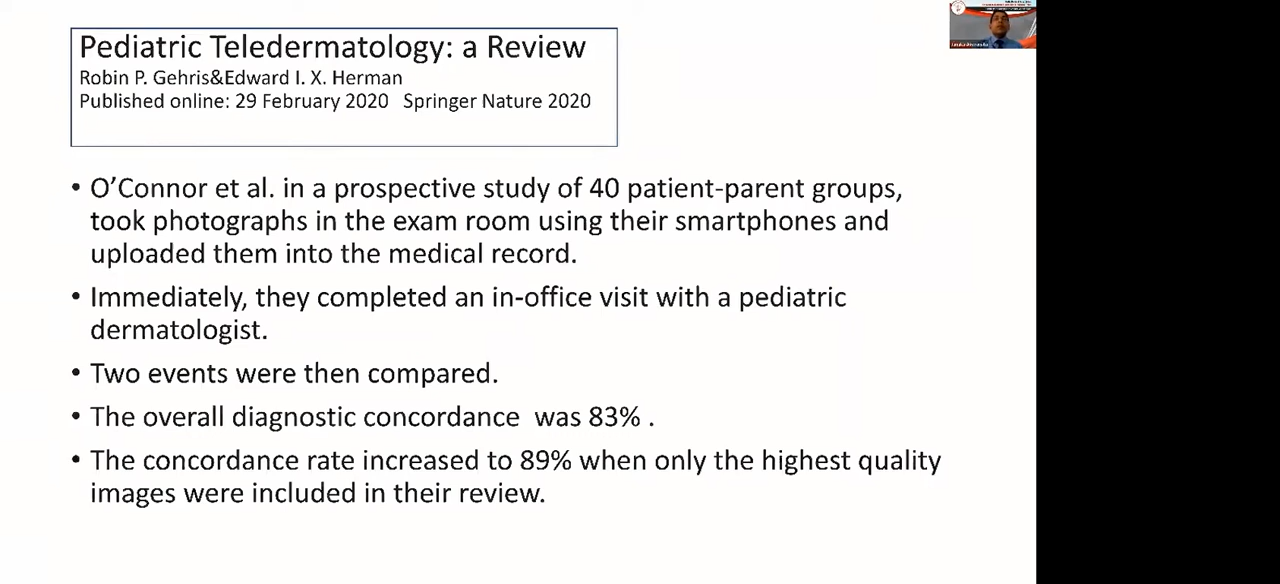 Pediatric Teledermatology: a Review
Robin P. Gehris&Edward I. X. Herman
Published online: 29 February 2020 Springer Nature 2020
• O’Connor et al. in a prospective study of 40 patient-parent groups,
took photographs in the exam room using their smartphones and
uploaded them into the medical record.
• Immediately, they completed an in-office visit with a pediatric
dermatologist.
• Two events were then compared.
• The overall diagnostic concordance was 83% .
• The concordance rate increased to 89% when only the highest quality
images were included in their review.